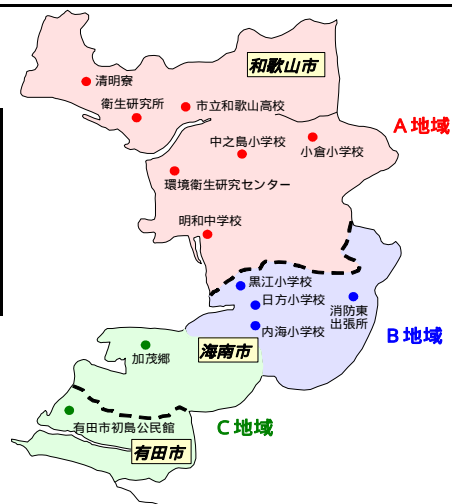 和歌山市
清明寮
衛生研究所
市立和歌山高校
A地域
中之島小学校
小倉小学校
環境衛生研究センター
明和中学校
黒江小学校
日方小学校
消防東
出張所
内海小学校
B地域
海南市
加茂郷
C地域
有田市初島公民館
有田市